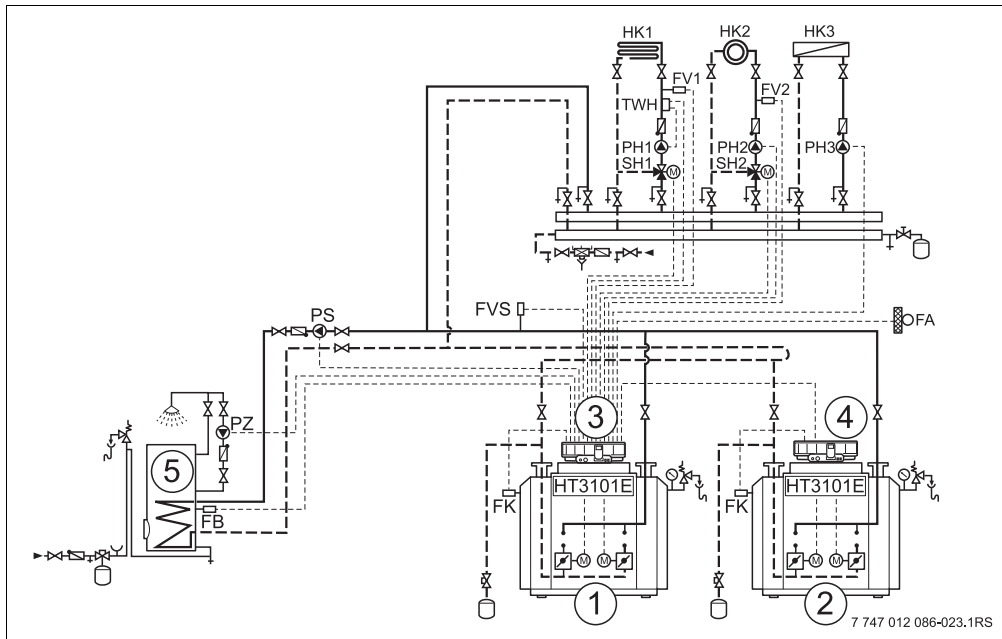 HK1 HK2 HK3
FV1 FV2
TWH
PH1 PH2 PH3
SH1 M SH2 M
FVS
PS FA
3 4
PZ
5
HT3101E HT3101E
FK FK
FB
M M M M
1 2
7 747 012 086-023.1RS